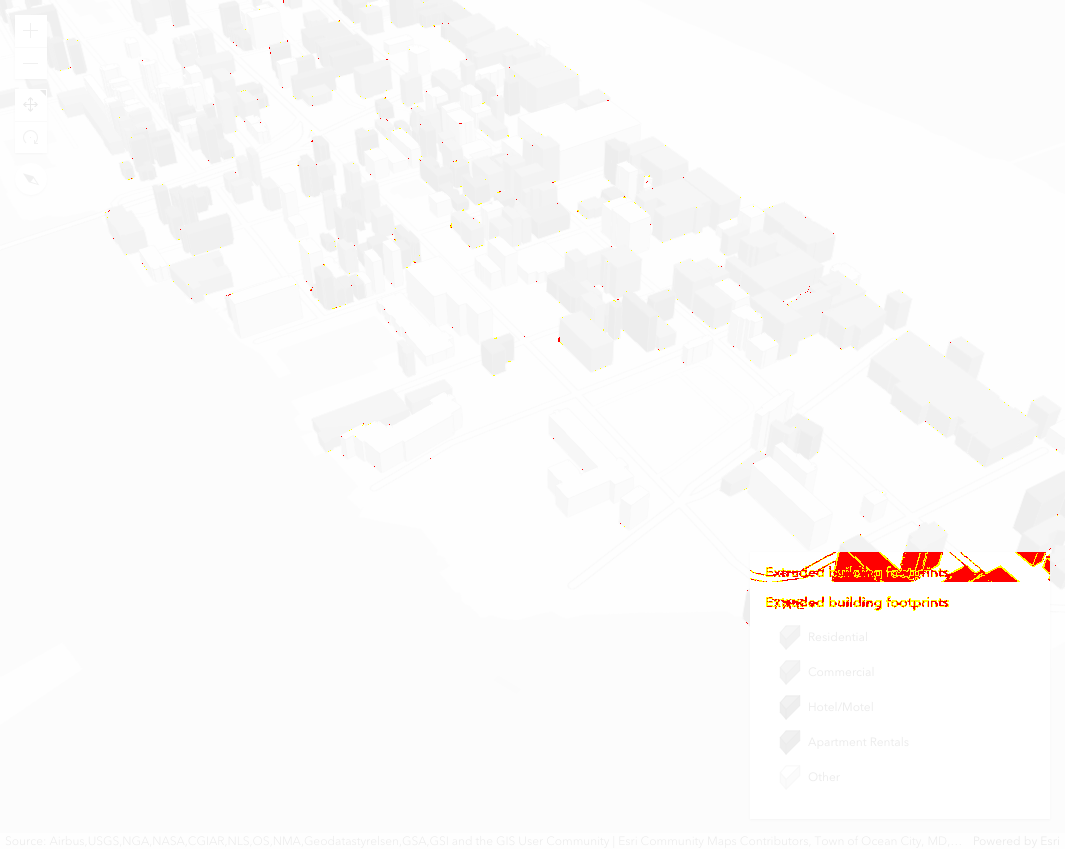 Extruded building footprints
Extruded building footprints
Residential
Commercial
Hotel/Motel
Apartment Rentals
Other
Source: Airbus,USGS,NGA,NASA,CGIAR,NLS,OS,NMA,Geodatastyrelsen,GSA,GSI and the GIS User Community | Esri Community Maps Contributors, Town of Ocean City, MD,... Powered by Esri